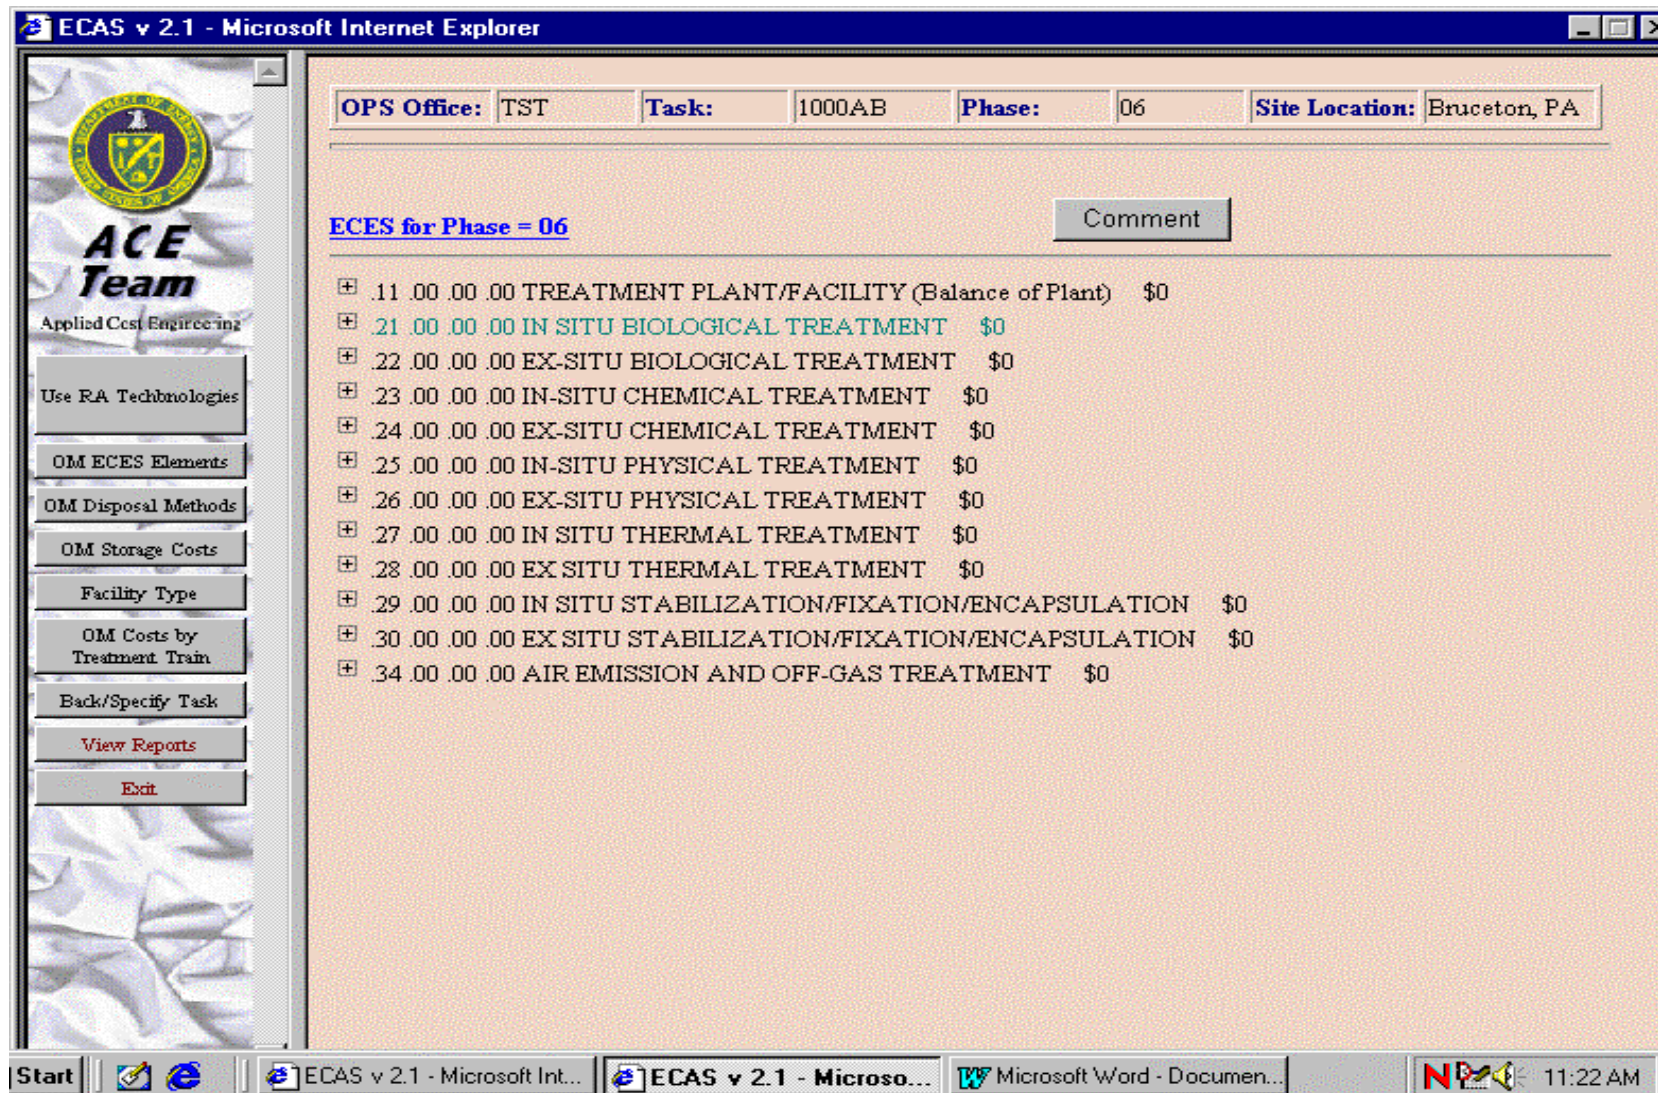 ECAS v 2.1 - Microsoft Internet Explorer
OPS Office: TST Task: 1000AB Phase: 06 Site Location: Bruceton, PA
ECES for Phase = 06
Comment
.11 .00 .00 .00 TREATMENT PLANT/FACILITY (Balance of Plant) $0
.21 .00 .00 .00 IN SITU BIOLOGICAL TREATMENT $0
.22 .00 .00 .00 EX-SITU BIOLOGICAL TREATMENT $0
.23 .00 .00 .00 IN-SITU CHEMICAL TREATMENT $0
.24 .00 .00 .00 EX-SITU CHEMICAL TREATMENT $0
.25 .00 .00 .00 IN-SITU PHYSICAL TREATMENT $0
.26 .00 .00 .00 EX-SITU PHYSICAL TREATMENT $0
.27 .00 .00 .00 IN SITU THERMAL TREATMENT $0
.28 .00 .00 .00 EX SITU THERMAL TREATMENT $0
.29 .00 .00 .00 IN SITU STABILIZATION/FIXATION/ENCAPSULATION $0
.30 .00 .00 .00 EX SITU STABILIZATION/FIXATION/ENCAPSULATION $0
.34 .00 .00 .00 AIR EMISSION AND OFF-GAS TREATMENT $0
ACE
Team
Applied Cost Engineering
Use RA Techbnologies
OM ECES Elements
OM Disposal Methods
OM Storage Costs
Facility Type
OM Costs by
Treatment Train
Back/Specify Task
View Reports
Exit
Start
ECAS v 2.1 - Microsoft Int...
ECAS v 2.1 - Microso...
Microsoft Word - Documen...
11:22 AM